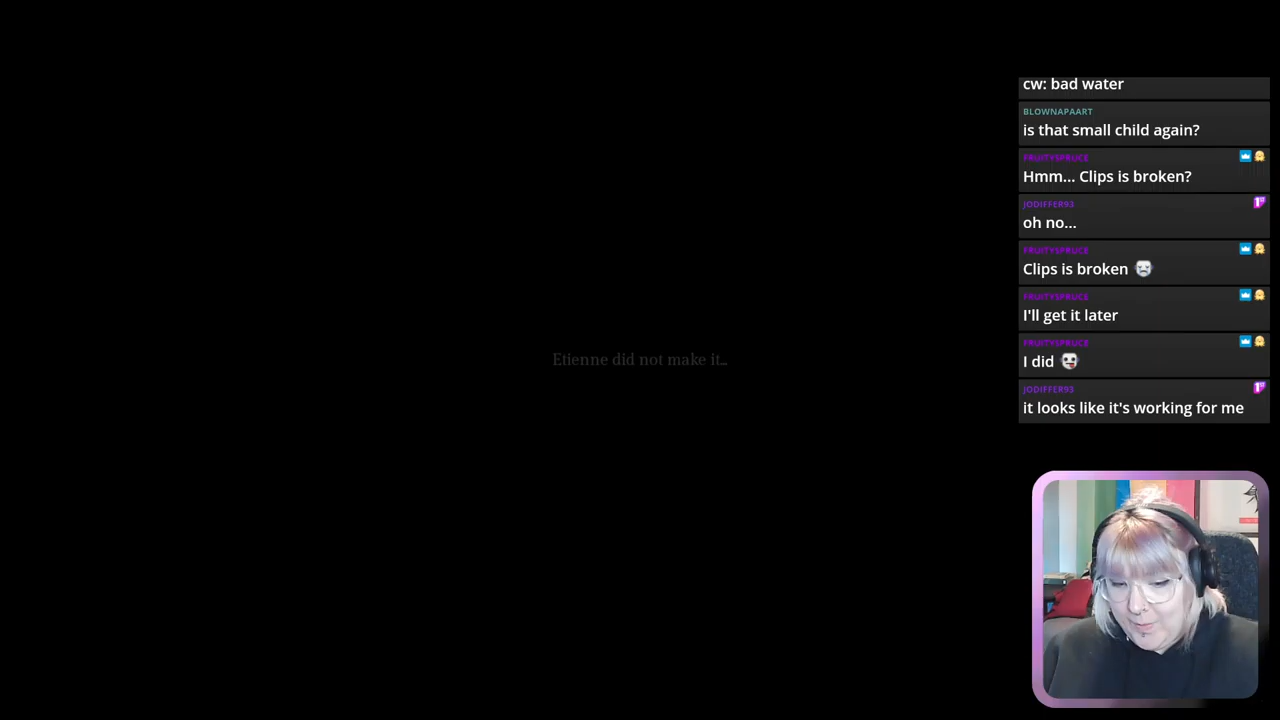 cw: bad water
BLOWNAPAART
is that small child again?
FRUITYSPRUCE
Hmm... Clips is broken?
JODIFFER93
oh no...
FRUITYSPRUCE
Clips is broken
FRUITYSPRUCE
I'll get it later
FRUITYSPRUCE
I did
JODIFFER93
it looks like it's working for me
Etienne did not make it...